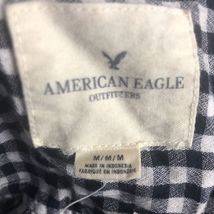 AMERICAN EAGLE
OUTFITTERS
M/M/M
MADE IN INDONESIA
FABRIQUÉ EN INDONÉSIE